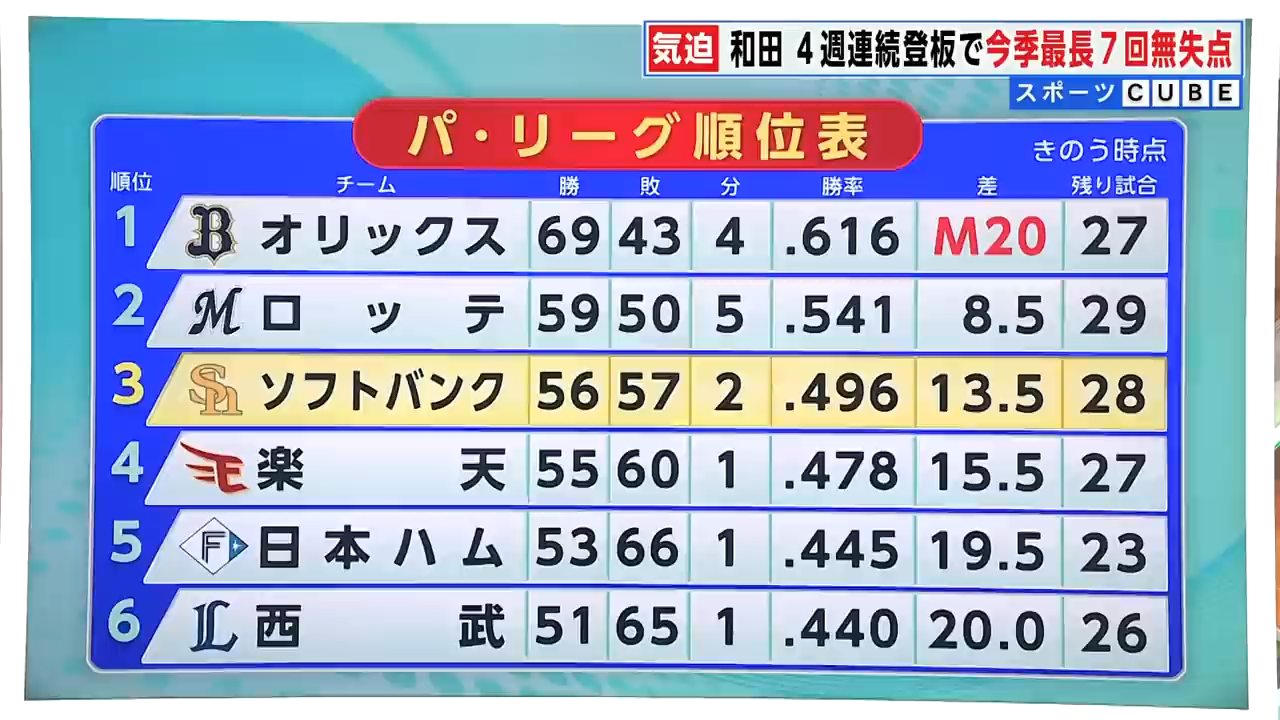 気迫 和田 4週連続登板で今季最長7回無失点
スポーツCUBE
パ・リーグ順位表
きのう時点
順位 チーム 勝 敗 分 勝率 差 残り試合
1 B オリックス 69 43 4 .616 M20 27
2 M ロッテ 59 50 5 .541 8.5 29
3 Sh ソフトバンク 56 57 2 .496 13.5 28
4 E 楽天 55 60 1 .478 15.5 27
5 F 日本ハム 53 66 1 .445 19.5 23
6 L 西武 51 65 1 .440 20.0 26